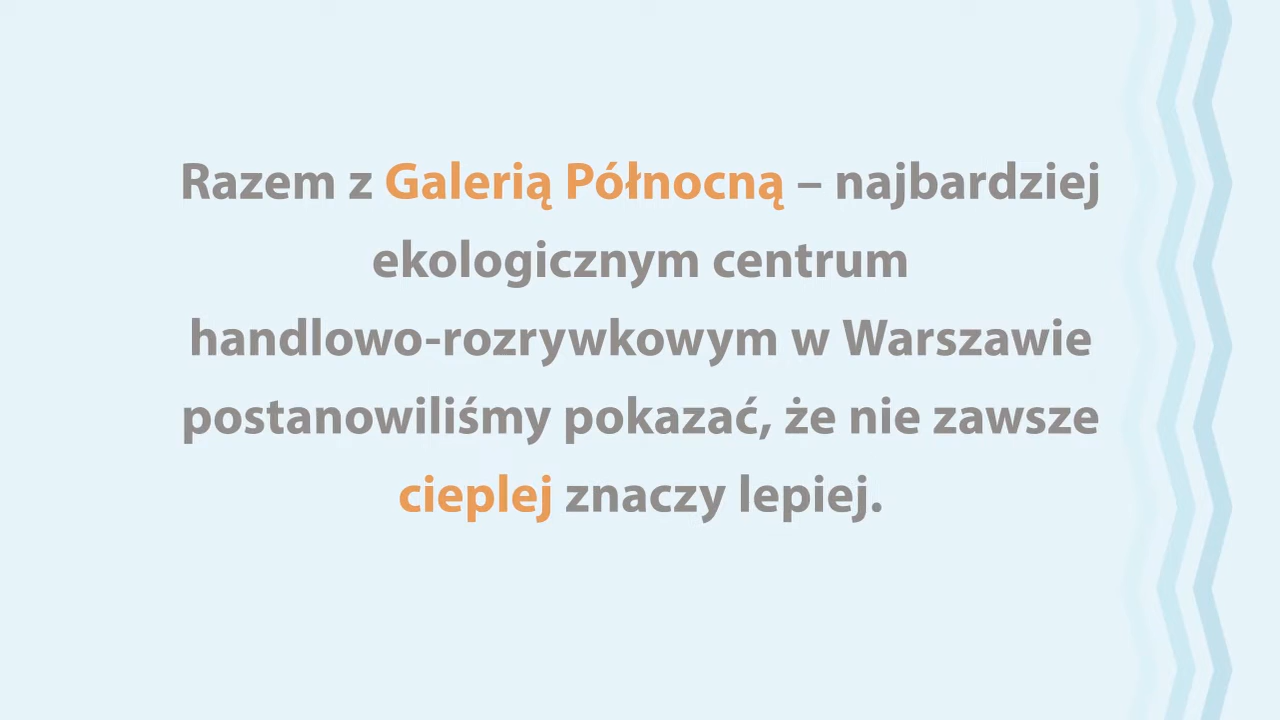 Razem z Galerią Północną – najbardziej
ekologicznym centrum
handlowo-rozrywkowym w Warszawie
postanowiliśmy pokazać, że nie zawsze
cieplej znaczy lepiej.